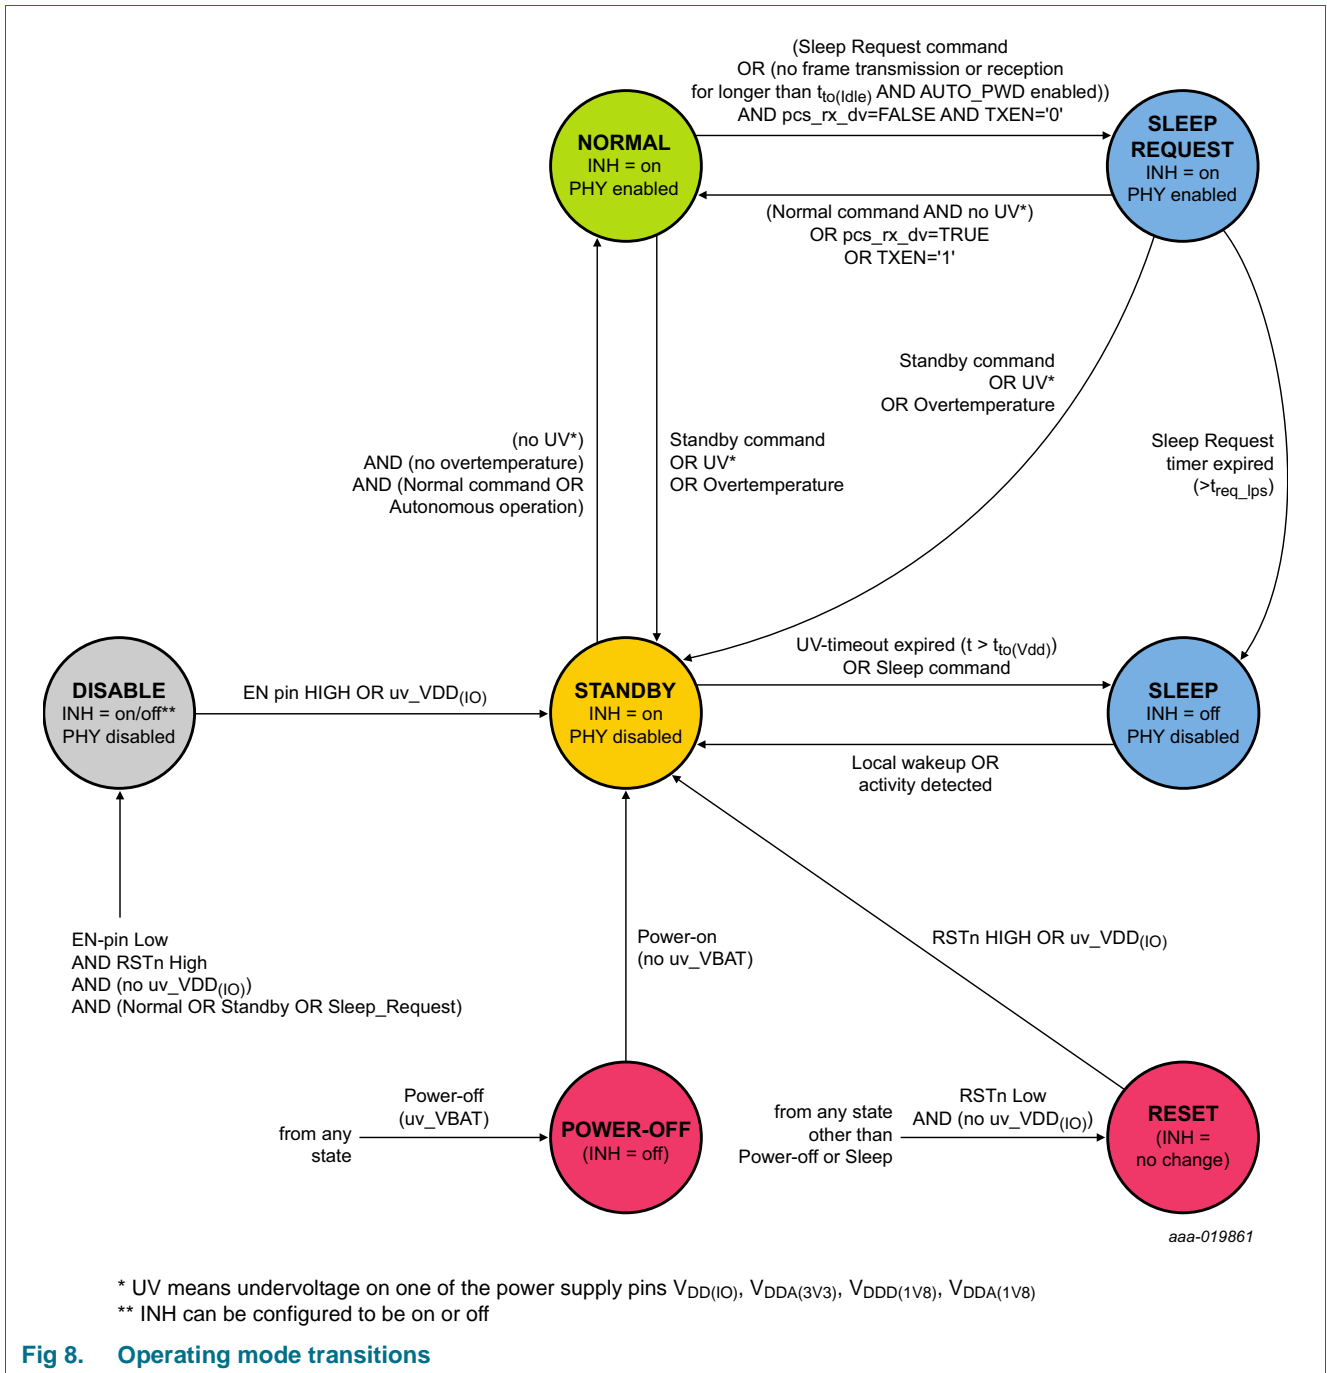 (Sleep Request command
OR (no frame transmission or reception
for longer than tto(Idle) AND AUTO_PWD enabled))
AND pcs_rx_dv=FALSE AND TXEN='0'
NORMAL
INH = on
PHY enabled
SLEEP
REQUEST
INH = on
PHY enabled
(Normal command AND no UV*)
OR pcs_rx_dv=TRUE
OR TXEN='1'
Standby command
OR UV*
OR Overtemperature
(no UV*)
AND (no overtemperature)
AND (Normal command OR
Autonomous operation)
Standby command
OR UV*
OR Overtemperature
Sleep Request
timer expired
(>treq_lps)
DISABLE
INH = on/off**
PHY disabled
EN pin HIGH OR uv_VDD(IO)
STANDBY
INH = on
PHY disabled
UV-timeout expired (t > tto(Vdd))
OR Sleep command
SLEEP
INH = off
PHY disabled
Local wakeup OR
activity detected
EN-pin Low
AND RSTn High
AND (no uv_VDD(IO))
AND (Normal OR Standby OR Sleep_Request)
Power-on
(no uv_VBAT)
RSTn HIGH OR uv_VDD(IO)
from any
state
Power-off
(uv_VBAT)
POWER-OFF
(INH = off)
from any state
other than
Power-off or Sleep
RSTn Low
AND (no uv_VDD(IO))
RESET
(INH =
no change)
aaa-019861
* UV means undervoltage on one of the power supply pins VDD(IO), VDDA(3V3), VDDD(1V8), VDDA(1V8)
** INH can be configured to be on or off
Fig 8. Operating mode transitions